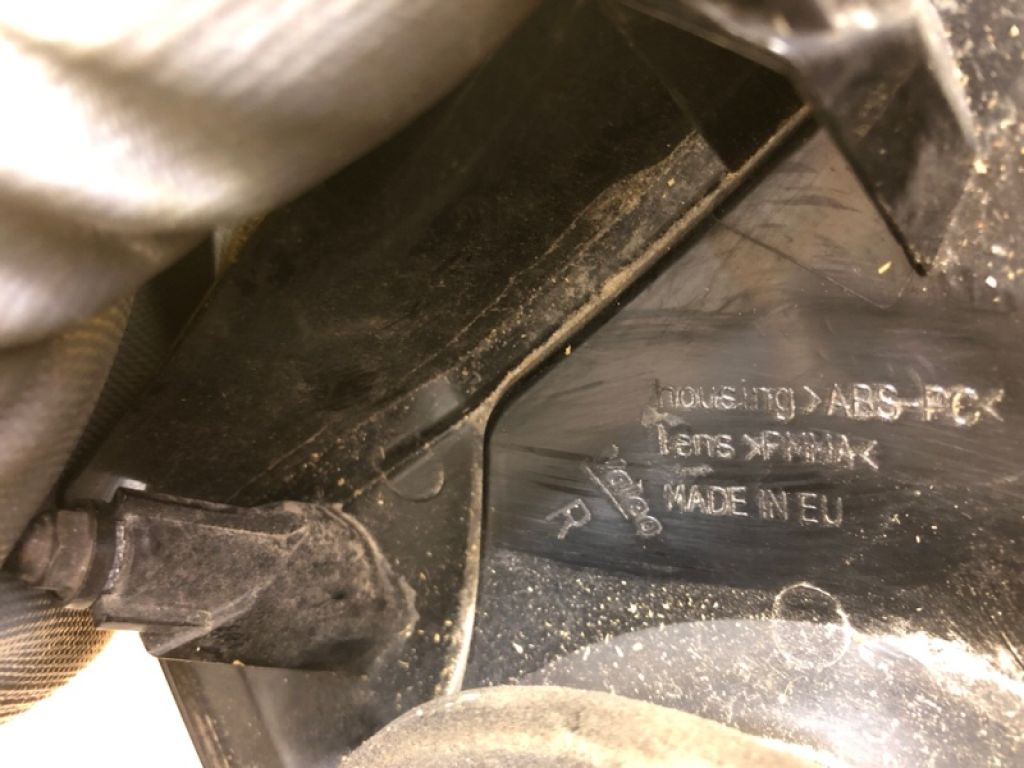 housing >ABS-PC<
lens >PMMA<
valeo
MADE IN EU
R